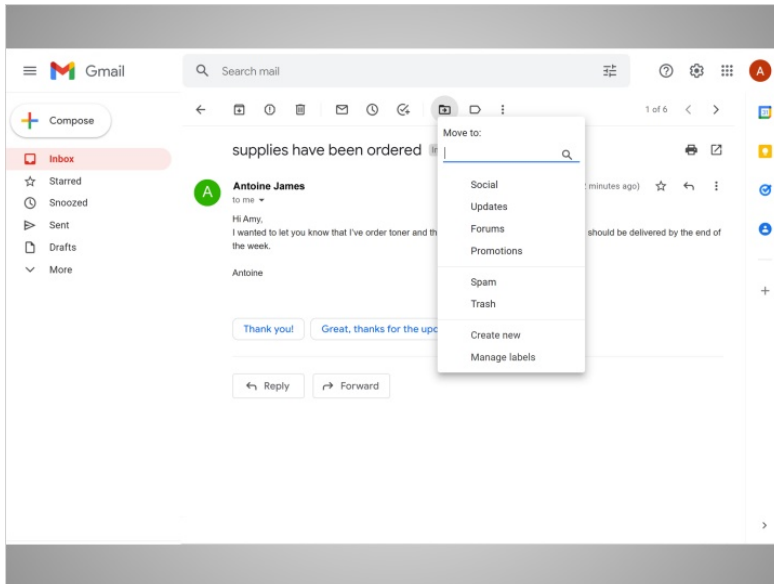 Gmail
Search mail
1 of 6
Compose
Move to:
supplies have been ordered
Inbox
Starred
Snoozed
Sent
Drafts
More
Antoine James
minutes ago)
to me
Hi Amy,
I wanted to let you know that I've order toner and
should be delivered by the end of
the week.
Antoine
Social
Updates
Forums
Promotions
Spam
Trash
Create new
Manage labels
Thank you!
Great, thanks for the
Reply
Forward
A
A